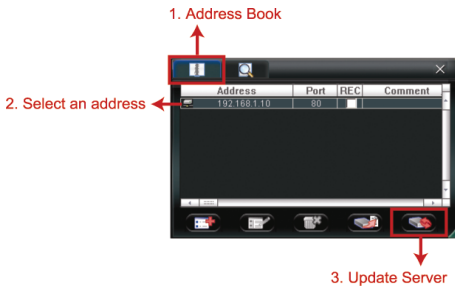 1. Address Book
Address Port REC Comment
2. Select an address
192.168.1.10 80
3. Update Server